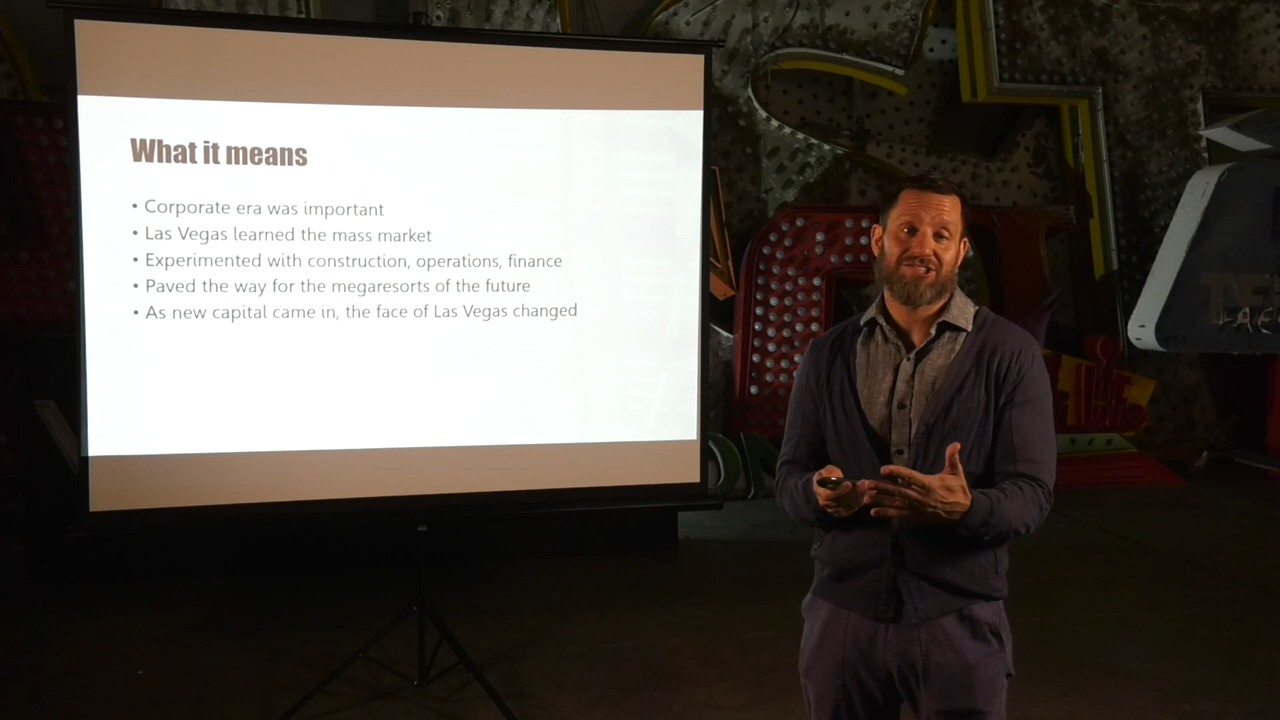 What it means
• Corporate era was important
• Las Vegas learned the mass market
• Experimented with construction, operations, finance
• Paved the way for the megaresorts of the future
• As new capital came in, the face of Las Vegas changed
NES